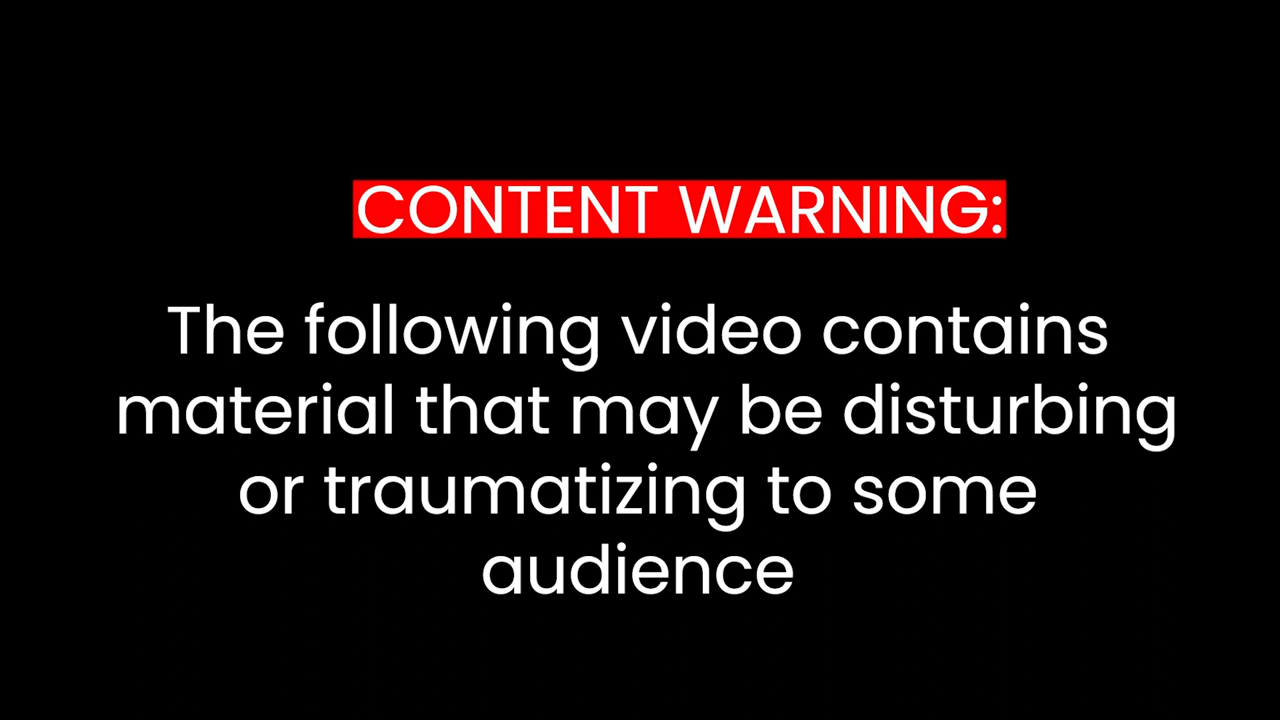 CONTENT WARNING:
The following video contains
material that may be disturbing
or traumatizing to some
audience